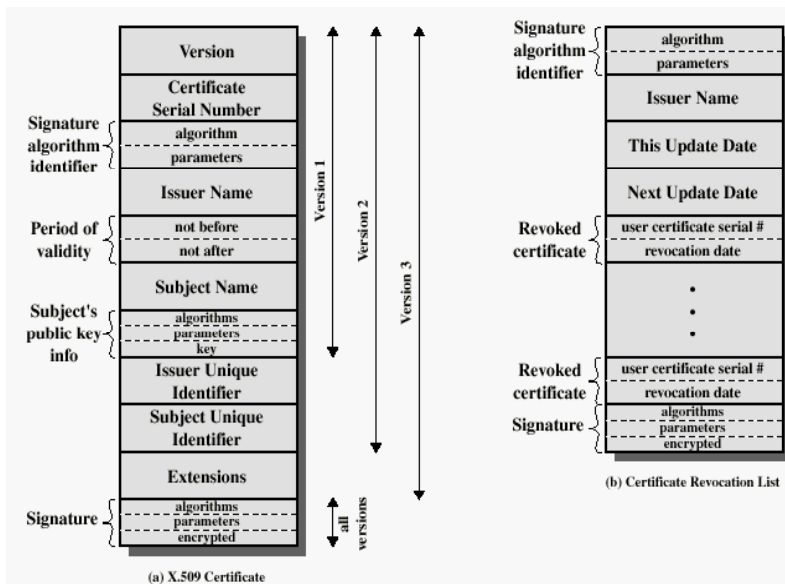 Version
Certificate
Serial Number
Signature
algorithm
identifier
algorithm
parameters
Issuer Name
Period of
validity
not before
not after
Subject Name
Subject's
public key
info
algorithms
parameters
key
Issuer Unique
Identifier
Subject Unique
Identifier
Extensions
Signature
algorithms
parameters
encrypted
Version 1
Version 2
Version 3
all
versions
(a) X.509 Certificate
Signature
algorithm
identifier
algorithm
parameters
Issuer Name
This Update Date
Next Update Date
Revoked
certificate
user certificate serial #
revocation date
Revoked
certificate
user certificate serial #
revocation date
Signature
algorithms
parameters
encrypted
(b) Certificate Revocation List